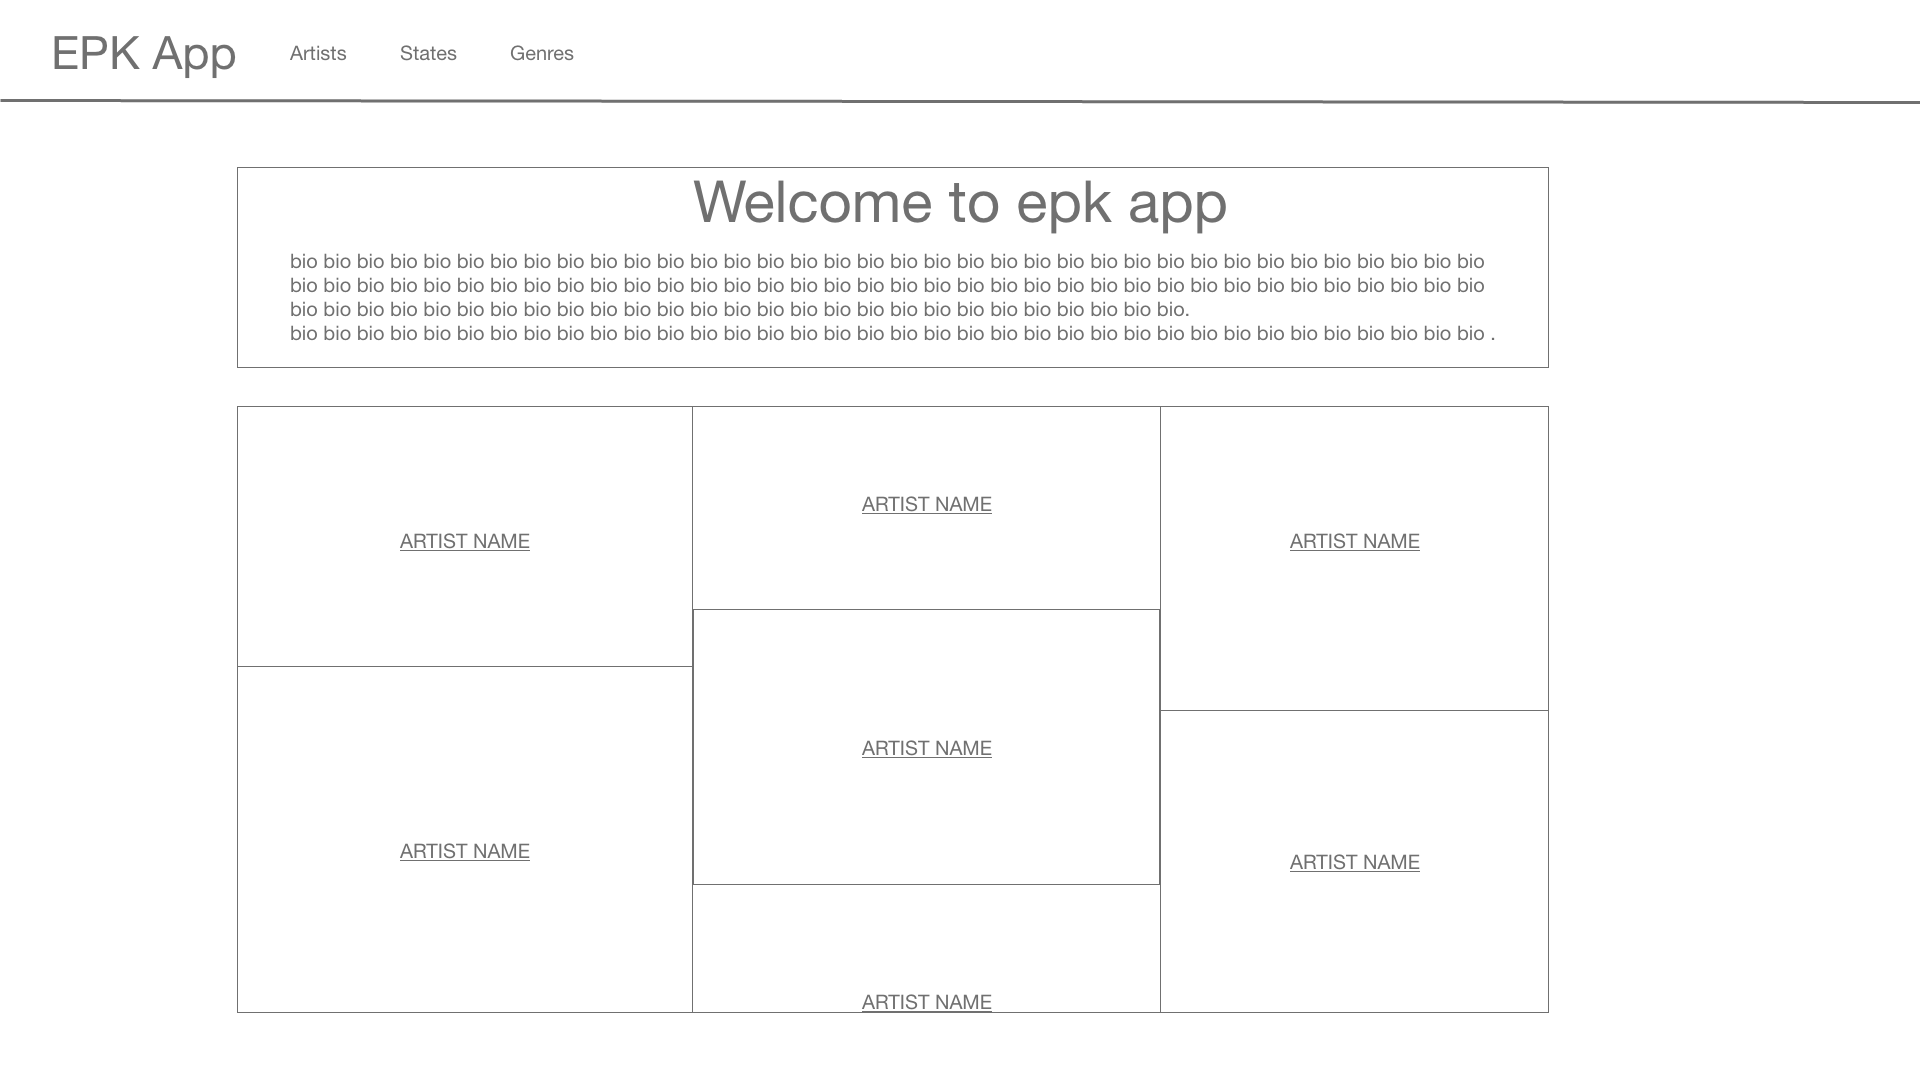 EPK App
Artists
States
Genres
Welcome to epk app
bio bio bio bio bio bio bio bio bio bio bio bio bio bio bio bio bio bio bio bio bio bio bio bio bio bio bio bio bio bio bio bio bio bio bio bio
bio bio bio bio bio bio bio bio bio bio bio bio bio bio bio bio bio bio bio bio bio bio bio bio bio bio bio bio bio bio bio bio bio bio bio bio
bio bio bio bio bio bio bio bio bio bio bio bio bio bio bio bio bio bio bio bio bio bio bio bio bio bio bio.
bio bio bio bio bio bio bio bio bio bio bio bio bio bio bio bio bio bio bio bio bio bio bio bio bio bio bio bio bio bio bio bio bio bio bio bio .
ARTIST NAME
ARTIST NAME
ARTIST NAME
ARTIST NAME
ARTIST NAME
ARTIST NAME
ARTIST NAME